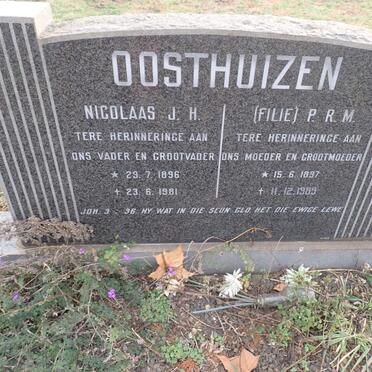 OOSTHUIZEN
NICOLAAS J. H.
TERE HERINNERINGE AAN
ONS VADER EN GROOTVADER
★ 29.7.1896
✝ 23.6.1981
(FILIE) P. R. M.
TERE HERINNERINGE AAN
ONS MOEDER EN GROOTMOEDER
★ 15.6.1897
✝ 11.12.1989
JOH. 3 : 36. HY WAT IN DIE SEUN GLO, HET DIE EWIGE LEWE